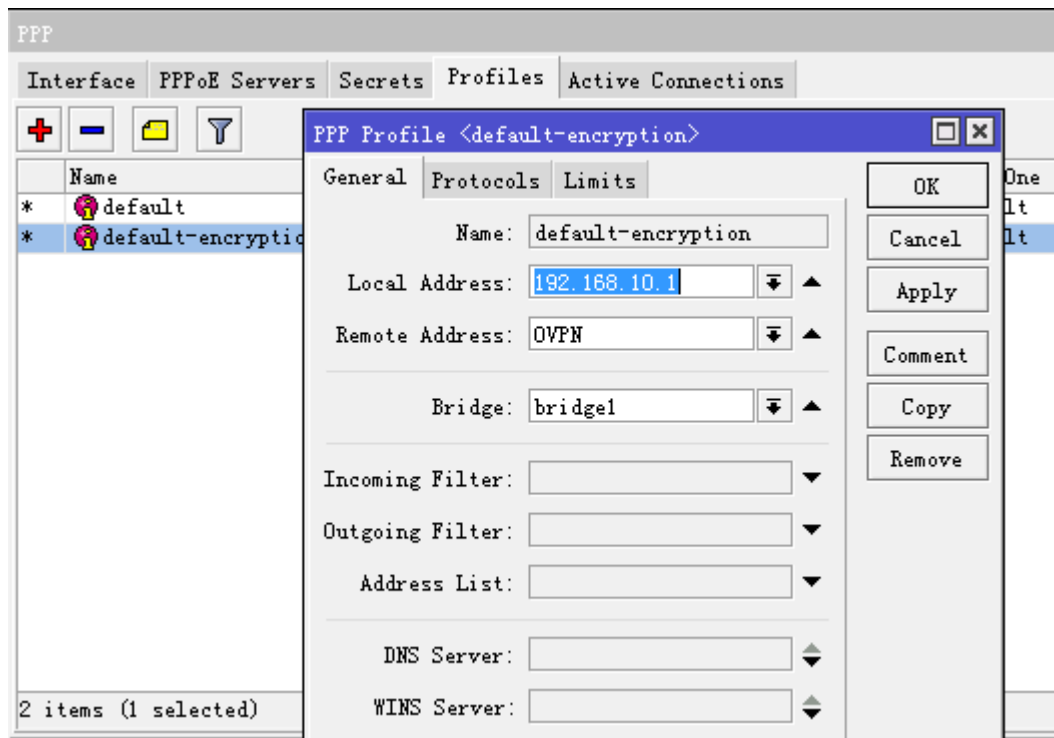 PPP
Interface PPPoE Servers Secrets Profiles Active Connections
PPP Profile <default-encryption>
General Protocols Limits
Name
One
* default
lt
* default-encryptic
lt
Name: default-encryption
Local Address: 192.168.10.1
Remote Address: OVPN
Bridge: bridge1
Incoming Filter:
Outgoing Filter:
Address List:
DNS Server:
WINS Server:
OK
Cancel
Apply
Comment
Copy
Remove
2 items (1 selected)